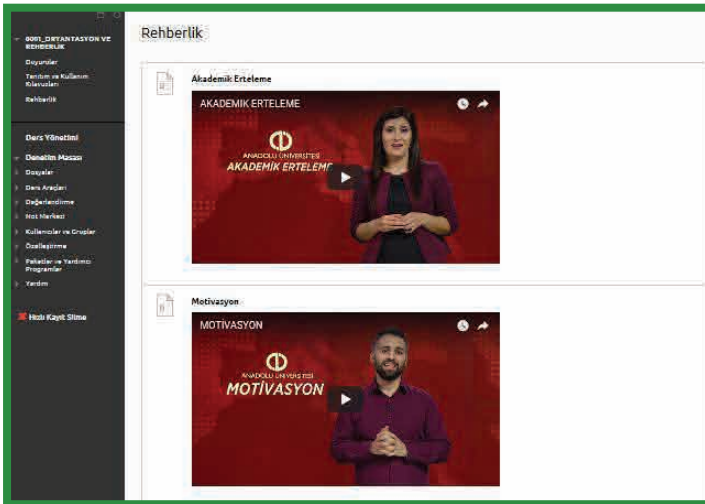 0091_ORYANTASYON VE
REHBERLİK
Duyurular
Tanıtım ve Kullanım
Kılavuzları
Rehberlik
Ders Yönetimi
Denetim Masası
Dosyalar
Ders Araçları
Değerlendirme
Not Merkezi
Kullanıcılar ve Gruplar
Özelleştirme
Paketler ve Yardımcı
Programlar
Yardım
Hızlı Kayıt Silme
Rehberlik
Akademik Erteleme
AKADEMİK ERTELEME
ANADOLU ÜNİVERSİTESİ
AKADEMİK ERTELEME
Motivasyon
MOTİVASYON
ANADOLU ÜNİVERSİTESİ
MOTİVASYON